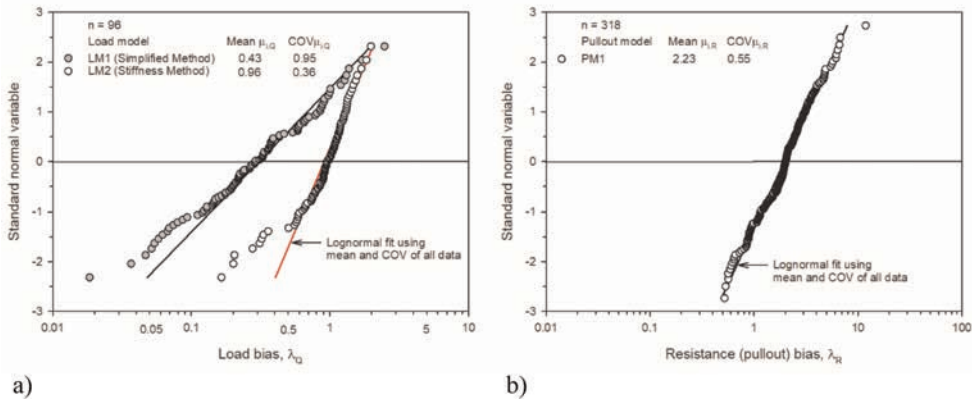 n = 96
Load model Mean μλQ COVμλQ
LM1 (Simplified Method) 0.43 0.95
LM2 (Stiffness Method) 0.96 0.36
Standard normal variable
3
2
1
0
-1
-2
-3
Lognormal fit using
mean and COV of all data
0.01 0.05 0.1 0.5 1 5 10
Load bias, λQ
a)
n = 318
Pullout model Mean μλR COVμλR
PM1 2.23 0.55
Standard normal variable
3
2
1
0
-1
-2
-3
Lognormal fit using
mean and COV of all data
0.01 0.1 1 10 100
Resistance (pullout) bias, λR
b)